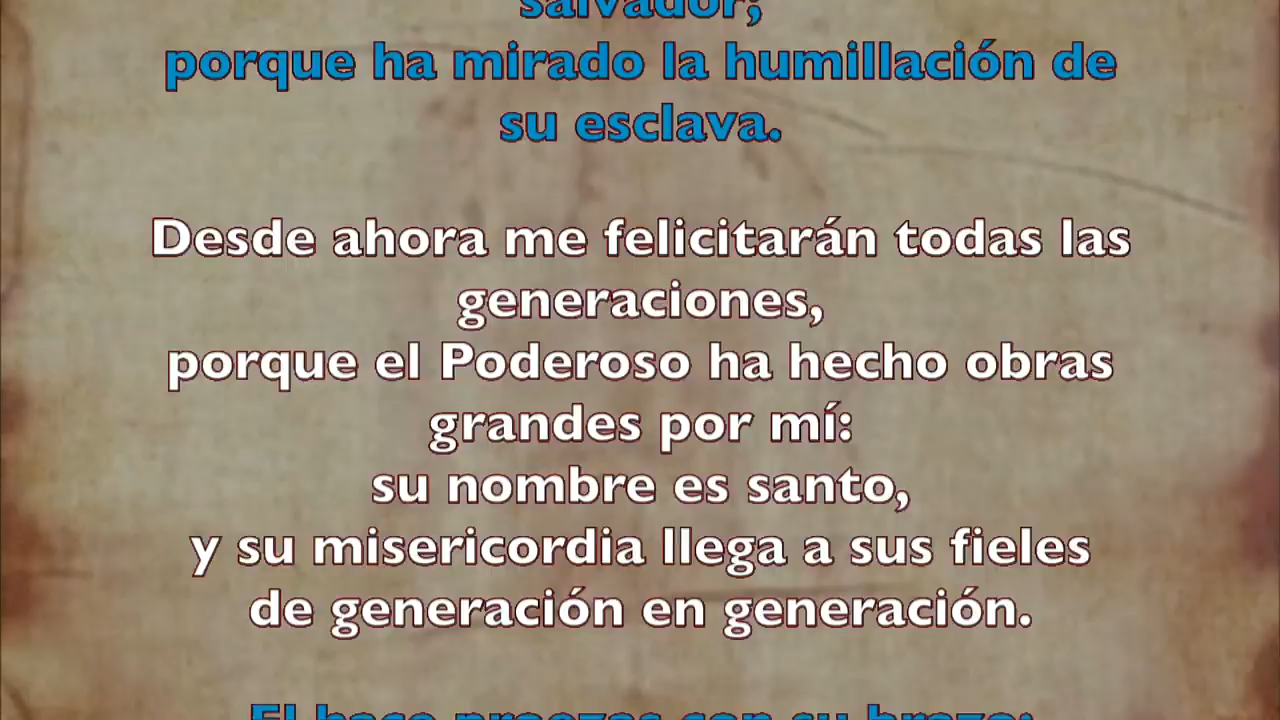 salvador;
porque ha mirado la humillación de
su esclava.
Desde ahora me felicitarán todas las
generaciones,
porque el Poderoso ha hecho obras
grandes por mí:
su nombre es santo,
y su misericordia llega a sus fieles
de generación en generación.
El hace proezas con su brazo: